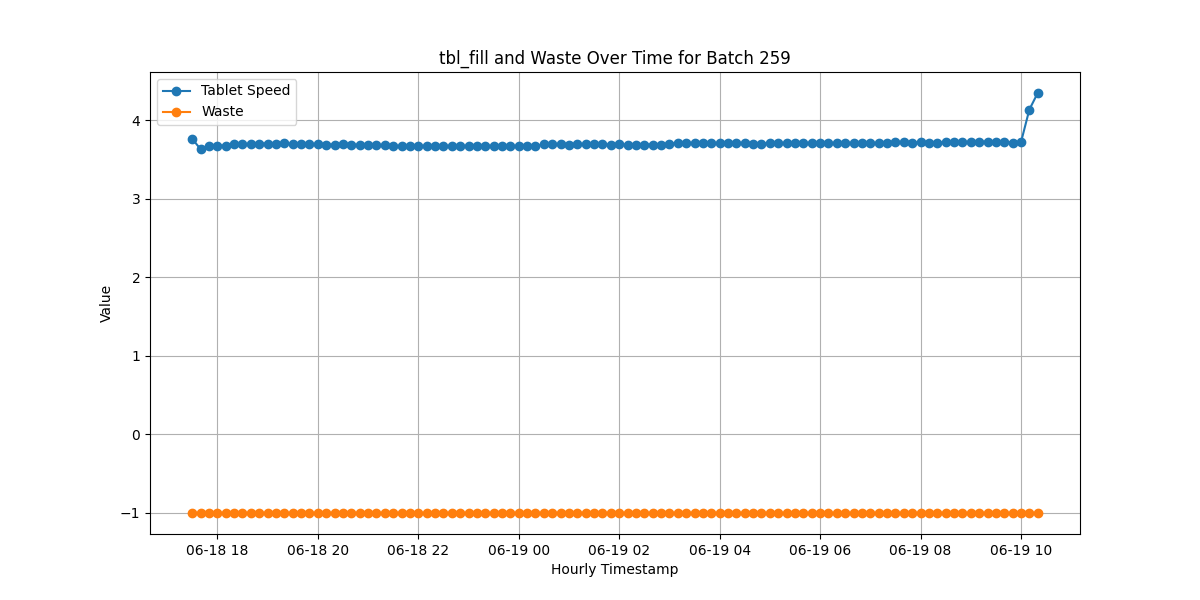 tbl_fill and Waste Over Time for Batch 259
Tablet Speed
Waste
Value
4
3
2
1
0
−1
06-18 18 06-18 20 06-18 22 06-19 00 06-19 02 06-19 04 06-19 06 06-19 08 06-19 10
Hourly Timestamp